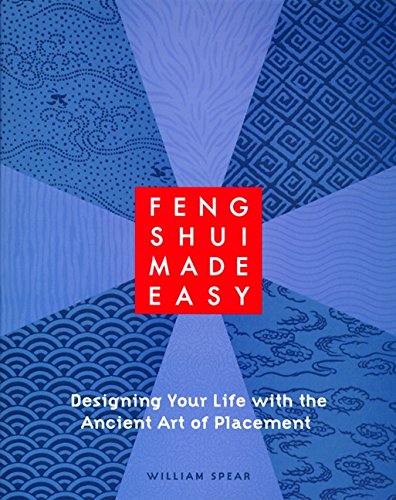 FENG
SHUI
MADE
EASY
Designing Your Life with the
Ancient Art of Placement
WILLIAM SPEAR